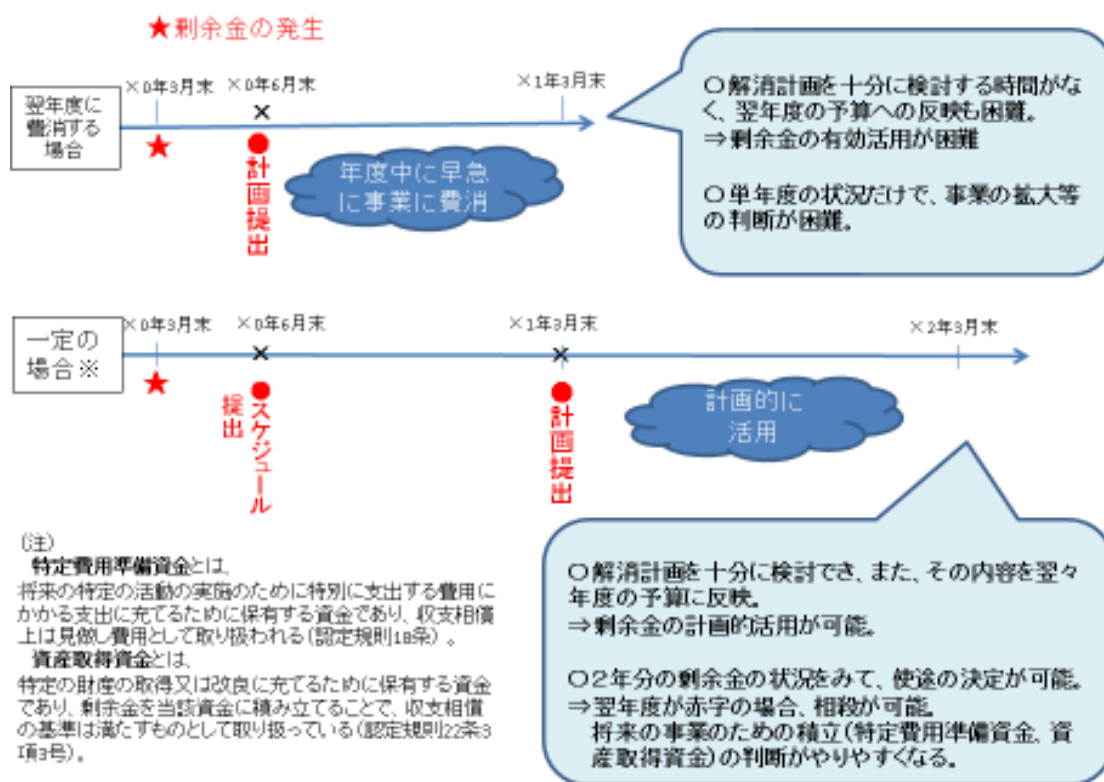 ★剰余金の発生
×0年3月末 ×0年6月末 ×1年3月末
翌年度に
費消する
場合
×
★
●計画提出
年度中に早急
に事業に費消
○解消計画を十分に検討する時間がな
く、翌年度の予算への反映も困難。
⇒剰余金の有効活用が困難
○単年度の状況だけで、事業の拡大等
の判断が困難。
×0年3月末 ×0年6月末 ×1年3月末 ×2年3月末
一定の
場合※
× ×
★
●スケジュール
提出
●計画提出
計画的に
活用
○解消計画を十分に検討でき、また、その内容を翌々
年度の予算に反映。
⇒剰余金の計画的活用が可能。
○2年分の剰余金の状況をみて、使途の決定が可能。
⇒翌年度が赤字の場合、相殺が可能。
将来の事業のための積立(特定費用準備資金、資
産取得資金)の判断がやりやすくなる。
(注)
特定費用準備資金とは、
将来の特定の活動の実施のために特別に支出する費用に
かかる支出に充てるために保有する資金であり、収支相償
上は見做し費用として取り扱われる(認定規則18条)。
資産取得資金とは、
特定の財産の取得又は改良に充てるために保有する資金
であり、剰余金を当該資金に積み立てることで、収支相償
の基準は満たすものとして取り扱っている(認定規則22条3
項3号)。